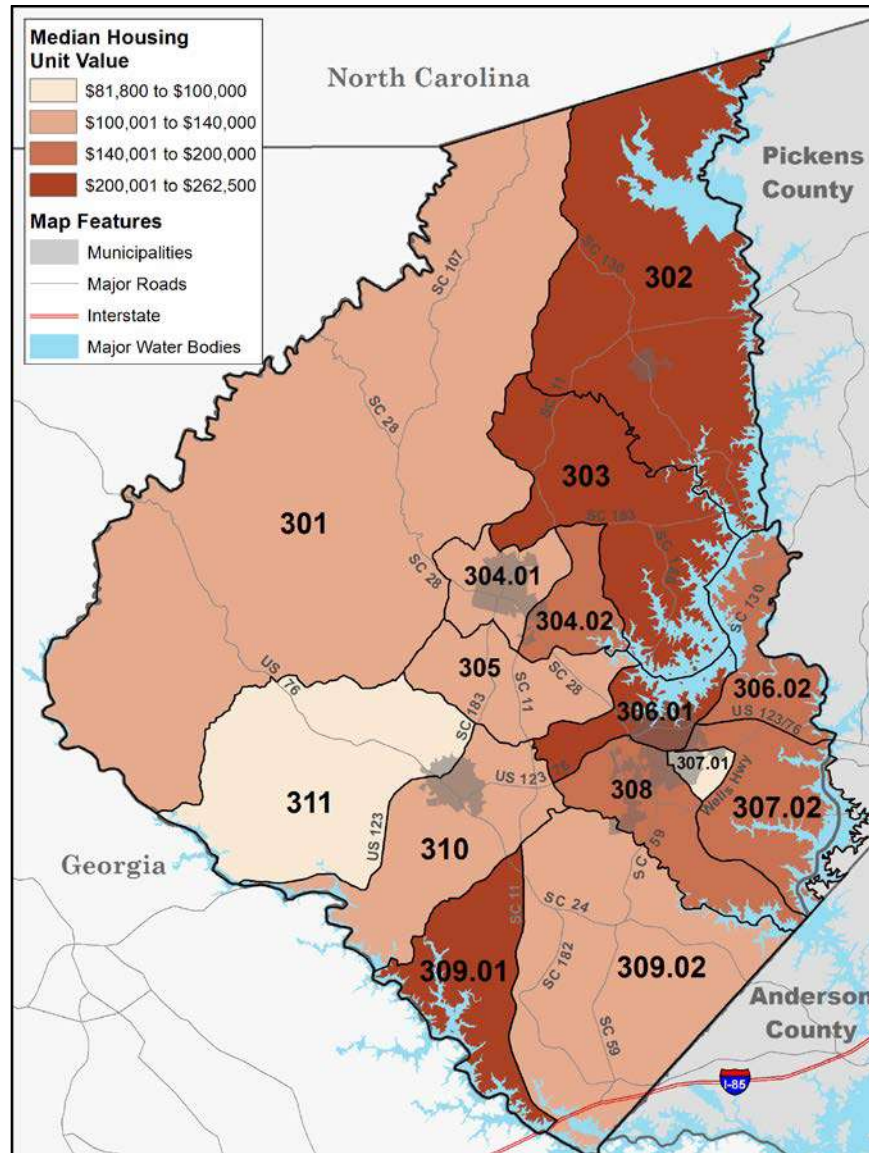 Median Housing
Unit Value
$81,800 to $100,000
$100,001 to $140,000
$140,001 to $200,000
$200,001 to $262,500
Map Features
Municipalities
Major Roads
Interstate
Major Water Bodies
North Carolina
Pickens
County
SC 107
SC 130
302
SC 28
SC 11
303
301
SC 183
SC 28
304.01
SC 130
304.02
305
SC 28
306.02
US 76
SC 183
SC 11
306.01
US 123/76
307.01
US 123 76
308
Wells Hwy
307.02
311
US 123
310
SC 59
Georgia
SC 11
SC 24
309.01
SC 182
309.02
Anderson
County
SC 59
I-85